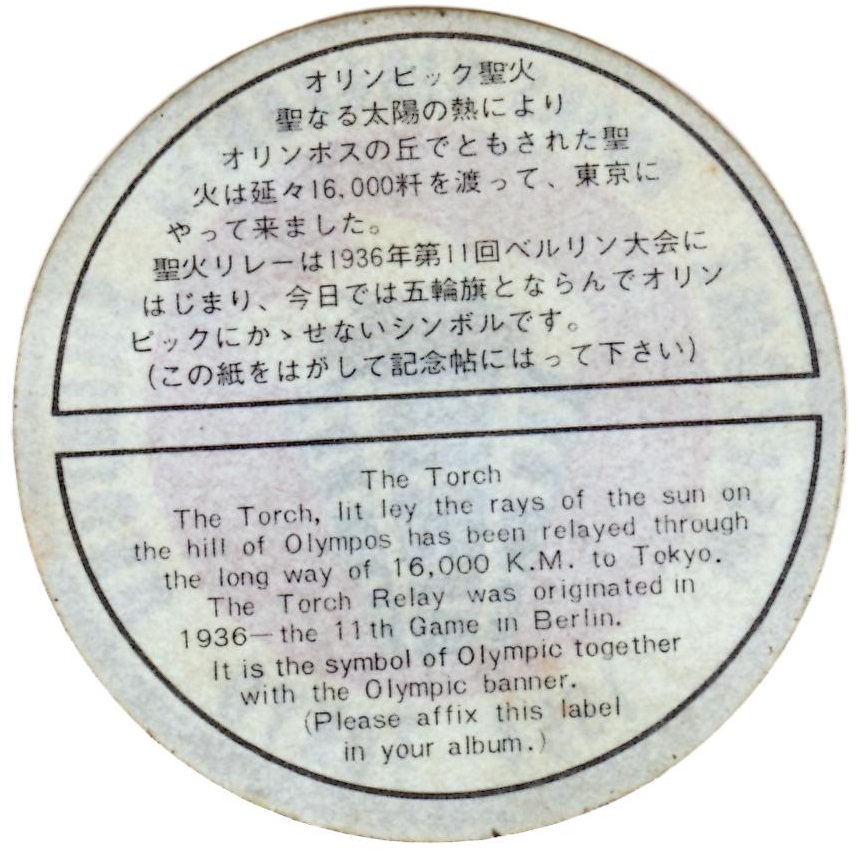 オリンピック聖火
聖なる太陽の熱により
オリンポスの丘でともされた聖
火は延々16,000粁を渡って、東京に
やって来ました。
聖火リレーは1936年第11回ベルリン大会に
はじまり、今日では五輪旗とならんでオリン
ピックにかゝせないシンボルです。
(この紙をはがして記念帖にはって下さい)
The Torch
The Torch, lit ley the rays of the sun on
the hill of Olympos has been relayed through
the long way of 16,000 K.M. to Tokyo.
The Torch Relay was originated in
1936—the 11th Game in Berlin.
It is the symbol of Olympic together
with the Olympic banner.
(Please affix this label
in your album.)